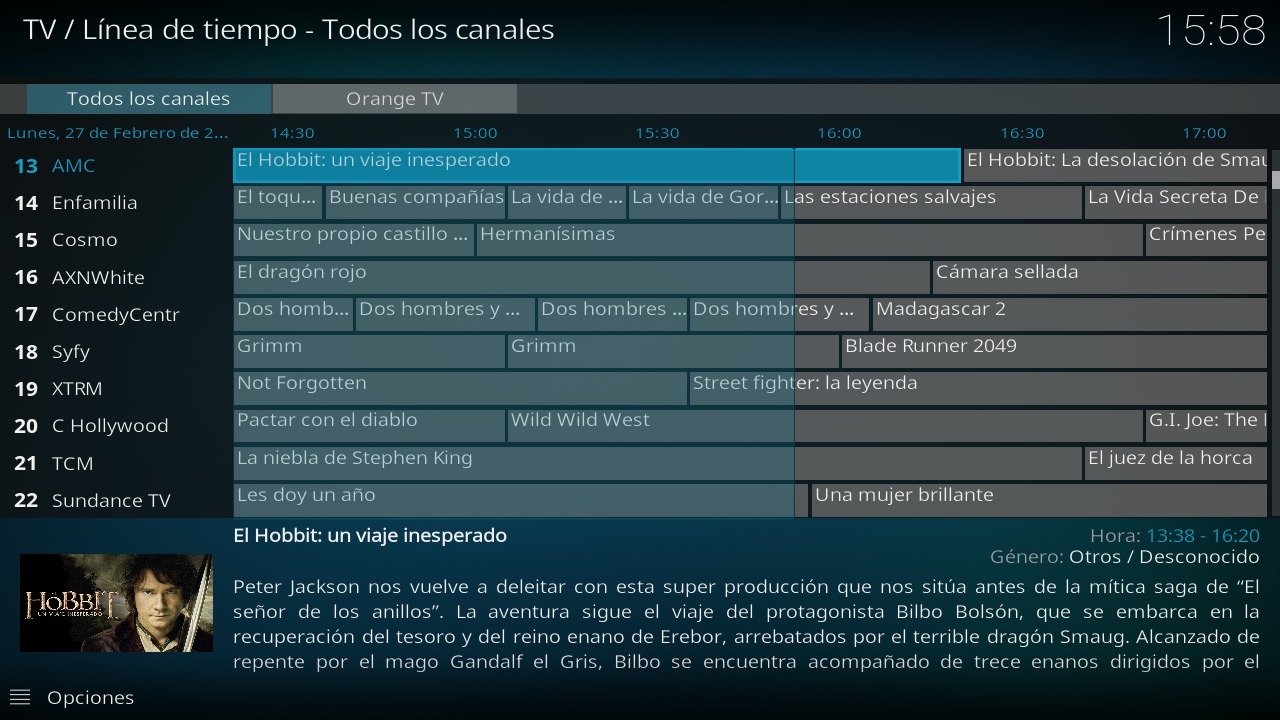 TV / Línea de tiempo - Todos los canales
15:58
Todos los canales Orange TV
Lunes, 27 de Febrero de 2... 14:30 15:00 15:30 16:00 16:30 17:00
13 AMC El Hobbit: un viaje inesperado El Hobbit: La desolación de Smau
14 Enfamilia El toqu... Buenas compañías La vida de ... La vida de Gor... Las estaciones salvajes La Vida Secreta De
15 Cosmo Nuestro propio castillo ... Hermanísimas Crímenes Pe
16 AXNWhite El dragón rojo Cámara sellada
17 ComedyCentr Dos homb... Dos hombres y ... Dos hombres ... Dos hombres y ... Madagascar 2
18 Syfy Grimm Grimm Blade Runner 2049
19 XTRM Not Forgotten Street fighter: la leyenda
20 C Hollywood Pactar con el diablo Wild Wild West G.I. Joe: The
21 TCM La niebla de Stephen King El juez de la horca
22 Sundance TV Les doy un año Una mujer brillante
El Hobbit: un viaje inesperado
Hora: 13:38 - 16:20
Género: Otros / Desconocido
HOBBIT
UN VIAJE INESPERADO
Peter Jackson nos vuelve a deleitar con esta super producción que nos sitúa antes de la mítica saga de “El
señor de los anillos”. La aventura sigue el viaje del protagonista Bilbo Bolsón, que se embarca en la
recuperación del tesoro y del reino enano de Erebor, arrebatados por el terrible dragón Smaug. Alcanzado de
repente por el mago Gandalf el Gris, Bilbo se encuentra acompañado de trece enanos dirigidos por el
Opciones